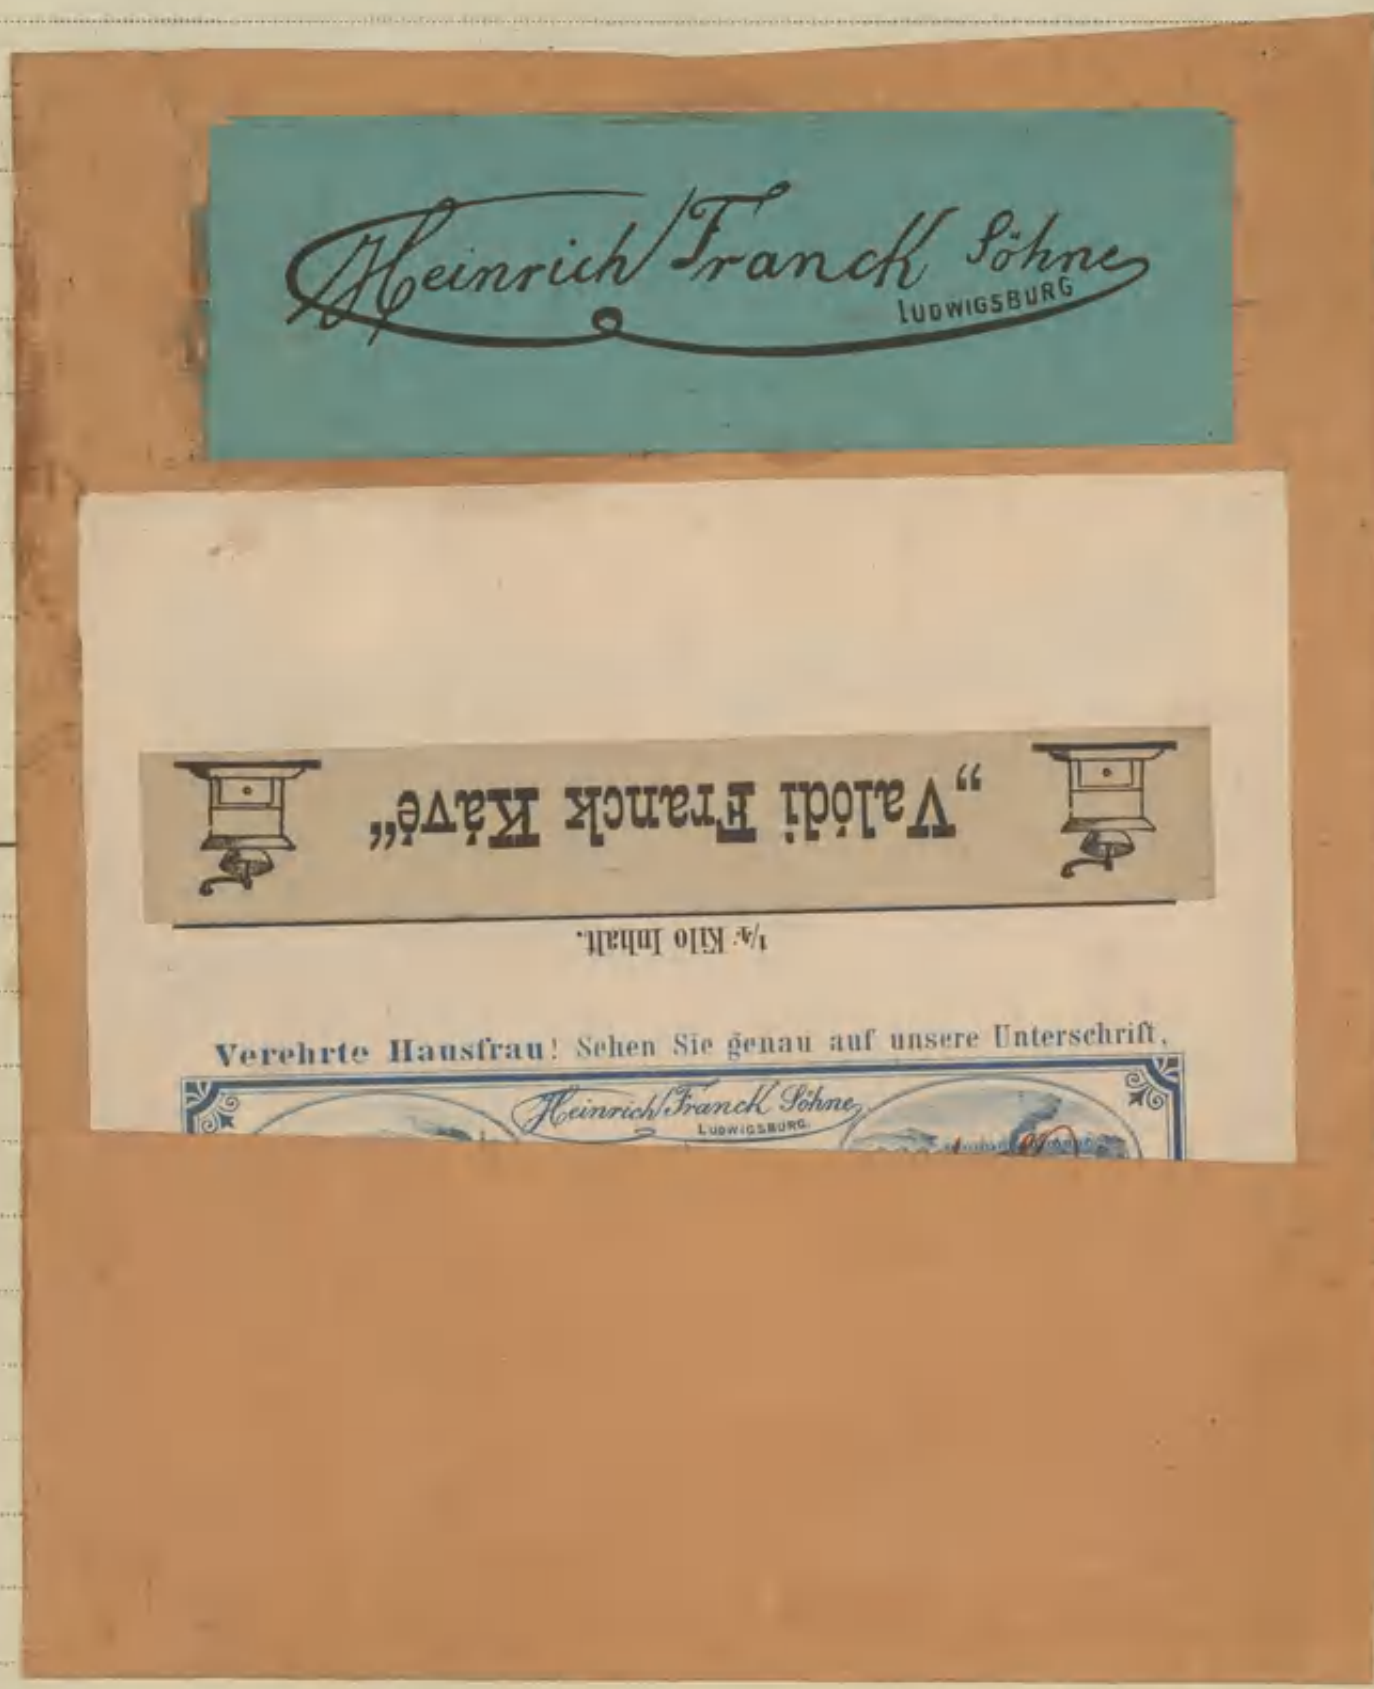 Heinrich Franck Söhne
LUDWIGSBURG
„Valódi Franck Kávé“
1/4 Kilo Inhalt.
Verehrte Hausfrau! Sehen Sie genau auf unsere Unterschrift,
Heinrich Franck Söhne
LUDWIGSBURG